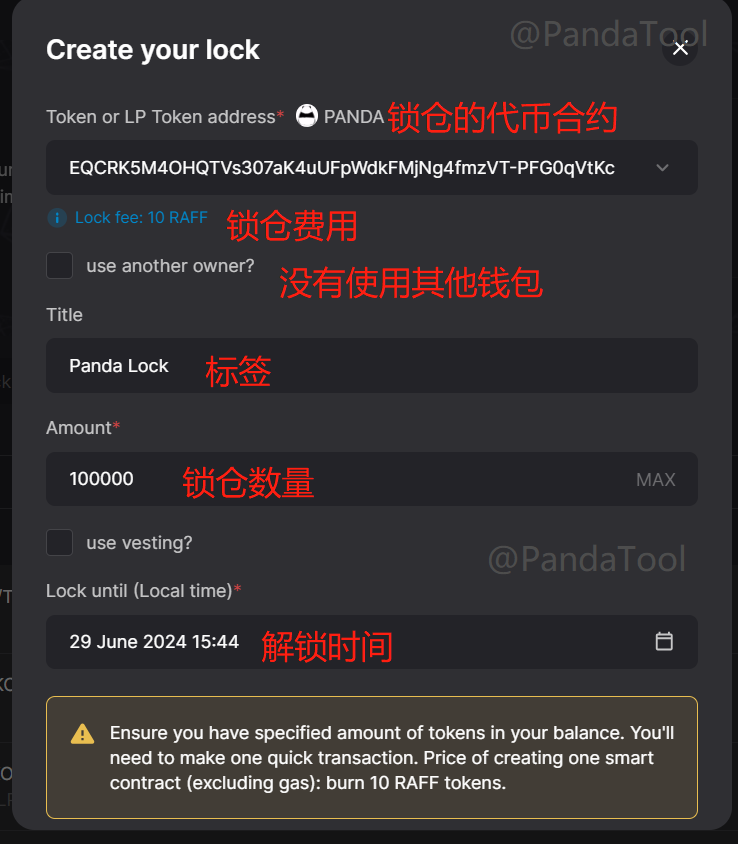 @PandaTool
Create your lock
Token or LP Token address* PANDA 锁仓的代币合约
EQCRK5M4OHQTVs307aK4uUFpWdkFMjNg4fmzVT-PFG0qVtKc
Lock fee: 10 RAFF 锁仓费用
use another owner? 没有使用其他钱包
Title
Panda Lock 标签
Amount*
100000 锁仓数量 MAX
use vesting?
@PandaTool
Lock until (Local time)*
29 June 2024 15:44 解锁时间
Ensure you have specified amount of tokens in your balance. You'll
need to make one quick transaction. Price of creating one smart
contract (excluding gas): burn 10 RAFF tokens.